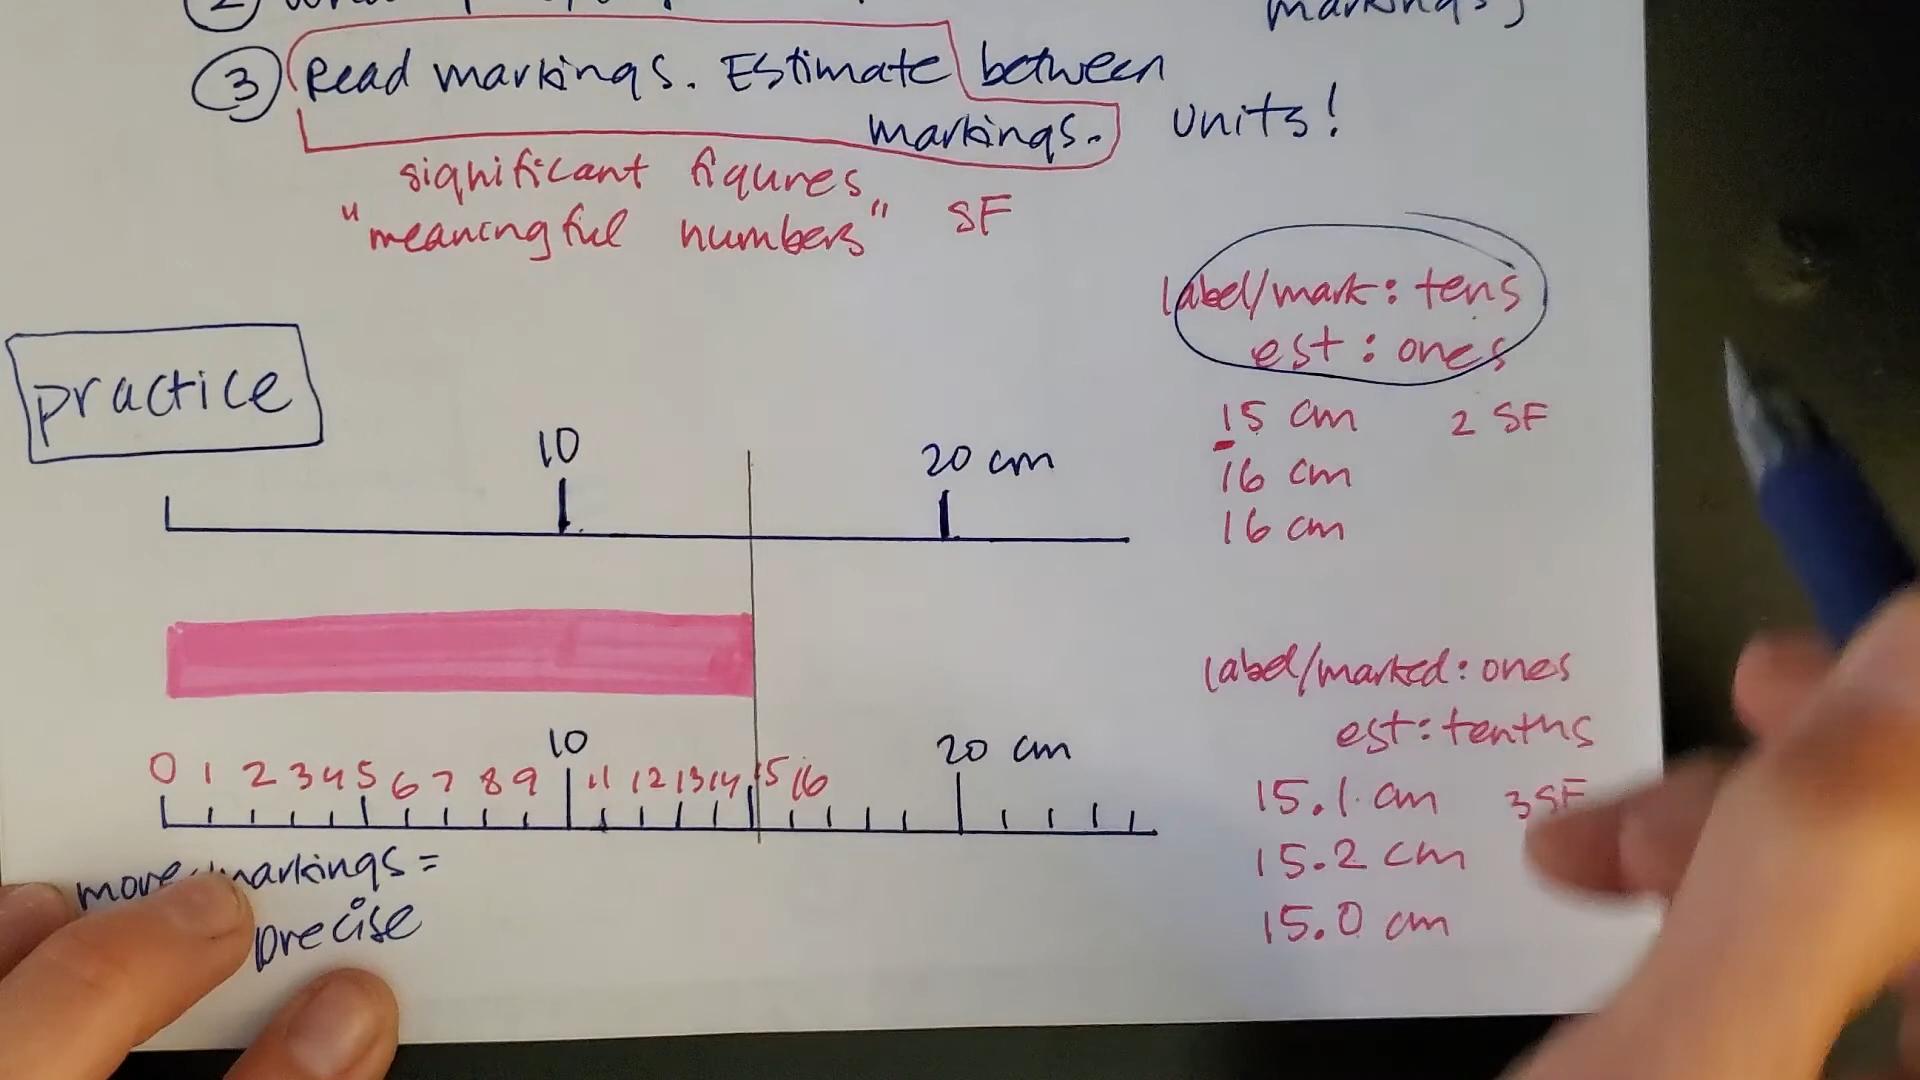 ③ Read markings. Estimate between
markings. units!
significant figures
"meaningful numbers" SF
label/mark: tens
est: ones
15 cm 2 SF
16 cm
16 cm
practice
10 20 cm
label/marked: ones
est: tenths
15.1 cm 3 SF
15.2 cm
15.0 cm
10 20 cm
0 1 2 3 4 5 6 7 8 9 11 12 13 14 15 16
more markings =
precise